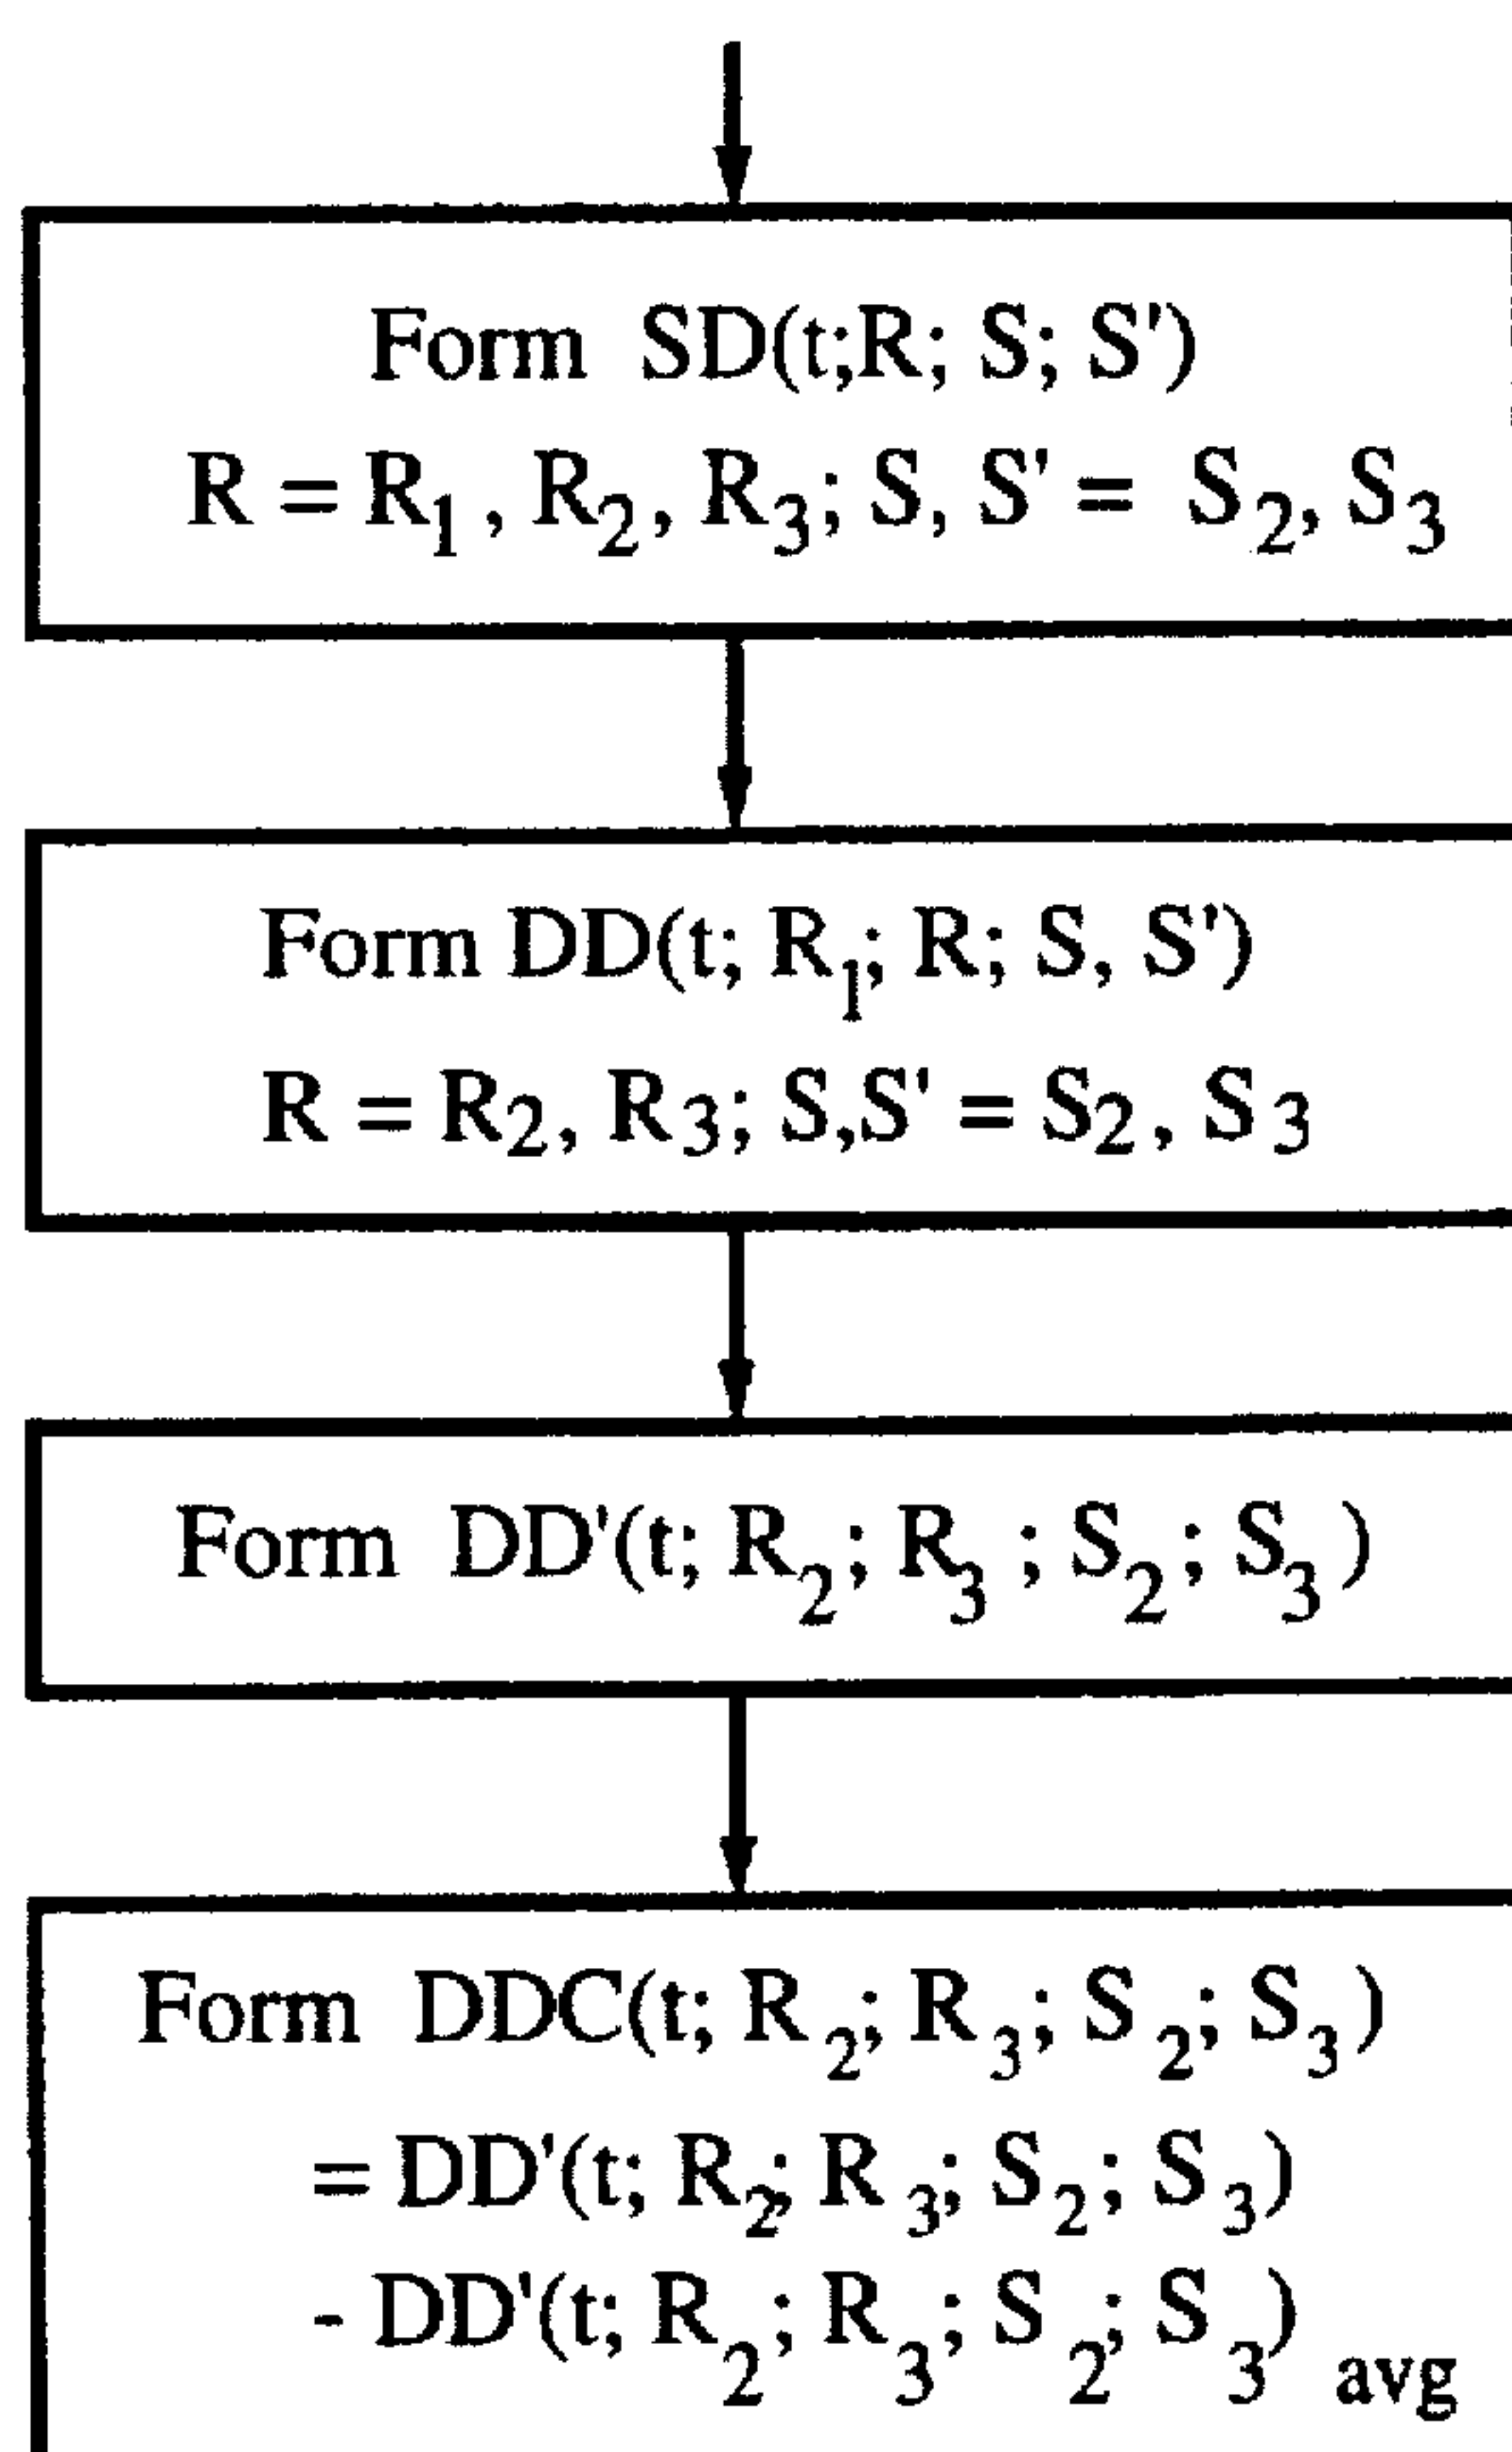 Form SD(t;R; S; S')
R = R₁, R₂, R₃; S, S' = S₂, S₃
Form DD(t; R₁; R; S, S')
R = R₂, R₃; S,S' = S₂, S₃
Form DD'(t; R₂; R₃; S₂; S₃)
Form DDC(t; R₂; R₃; S₂; S₃)
= DD'(t; R₂; R₃; S₂; S₃)
- DD'(t; R₂; R₃; S₂; S₃) avg